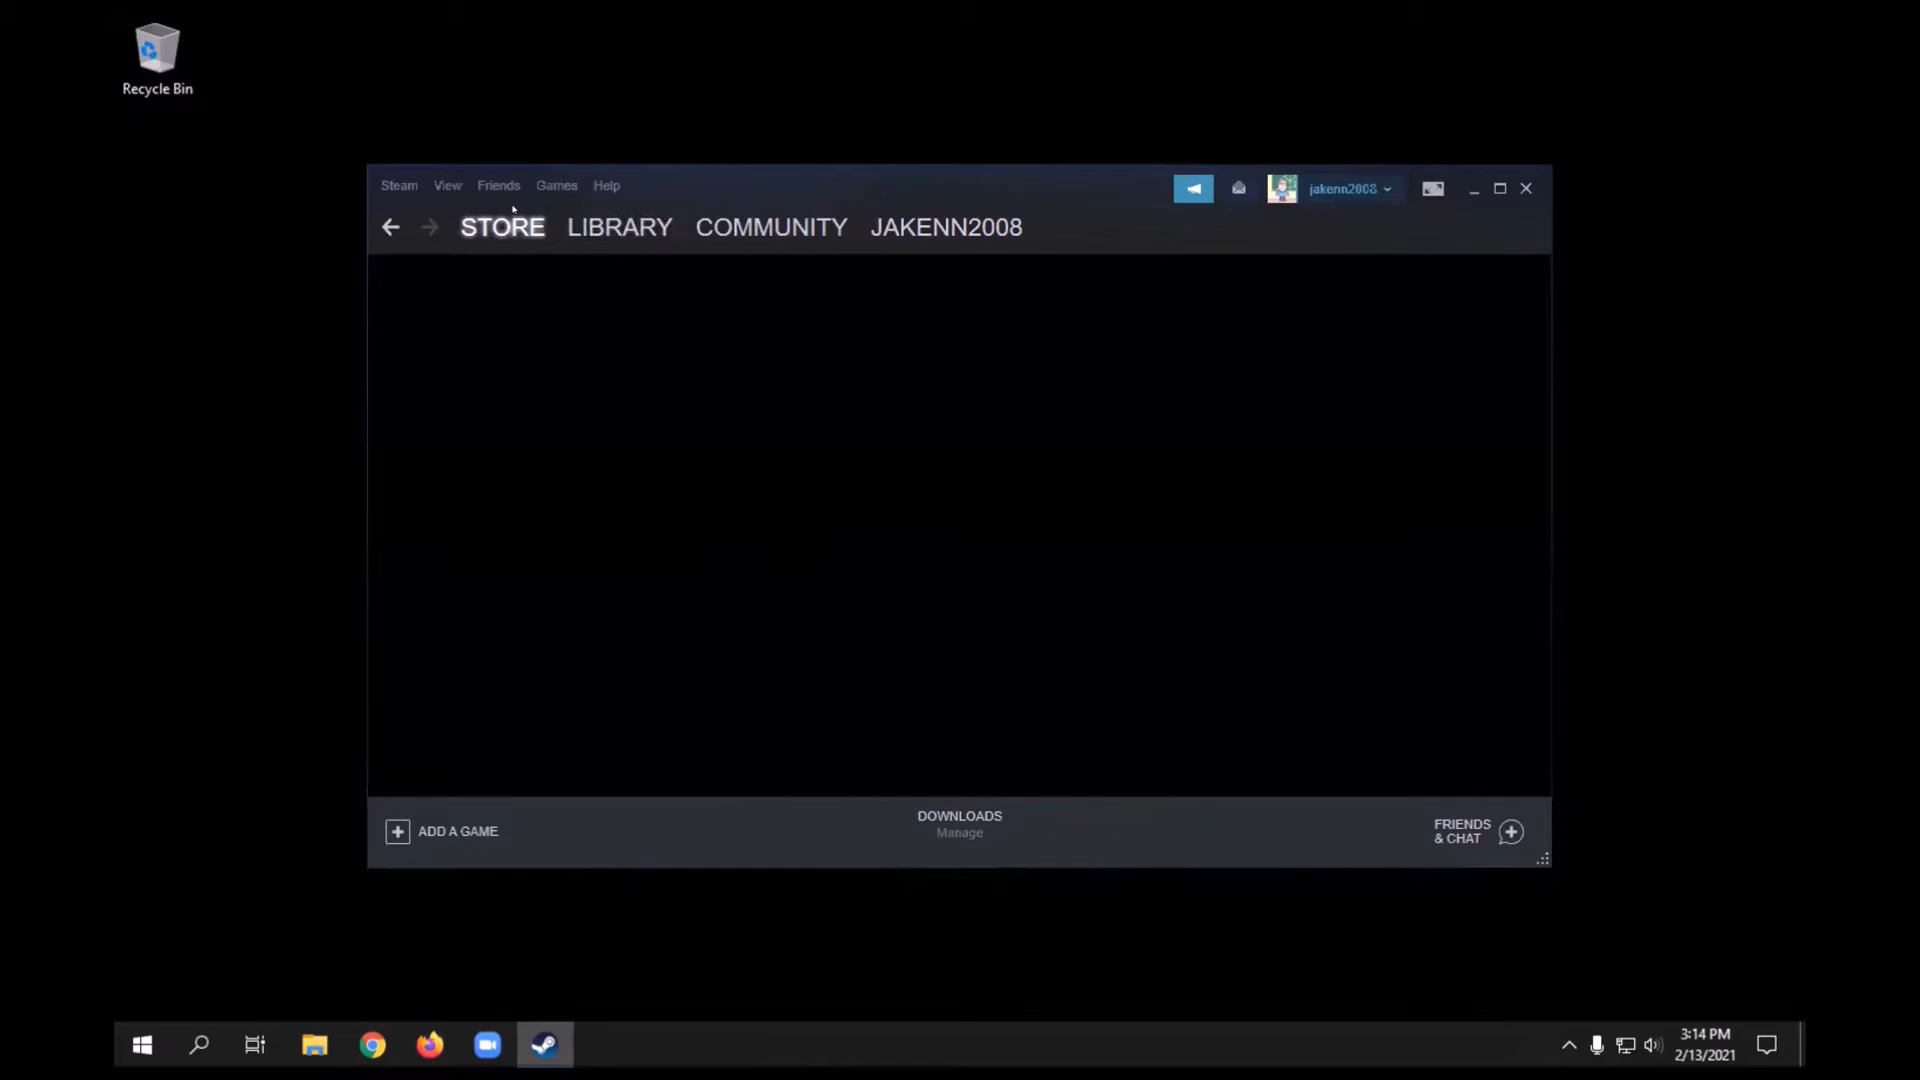 Recycle Bin
Steam View Friends Games Help
jakenn2008
STORE LIBRARY COMMUNITY JAKENN2008
ADD A GAME
DOWNLOADS
Manage
FRIENDS
& CHAT
3:14 PM
2/13/2021